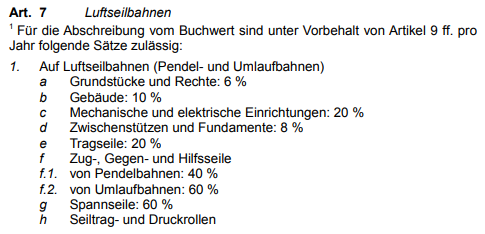 Art. 7 Luftseilbahnen
1 Für die Abschreibung vom Buchwert sind unter Vorbehalt von Artikel 9 ff. pro
Jahr folgende Sätze zulässig:
1. Auf Luftseilbahnen (Pendel- und Umlaufbahnen)
a Grundstücke und Rechte: 6 %
b Gebäude: 10 %
c Mechanische und elektrische Einrichtungen: 20 %
d Zwischenstützen und Fundamente: 8 %
e Tragseile: 20 %
f Zug-, Gegen- und Hilfsseile
f.1. von Pendelbahnen: 40 %
f.2. von Umlaufbahnen: 60 %
g Spannseile: 60 %
h Seiltrag- und Druckrollen